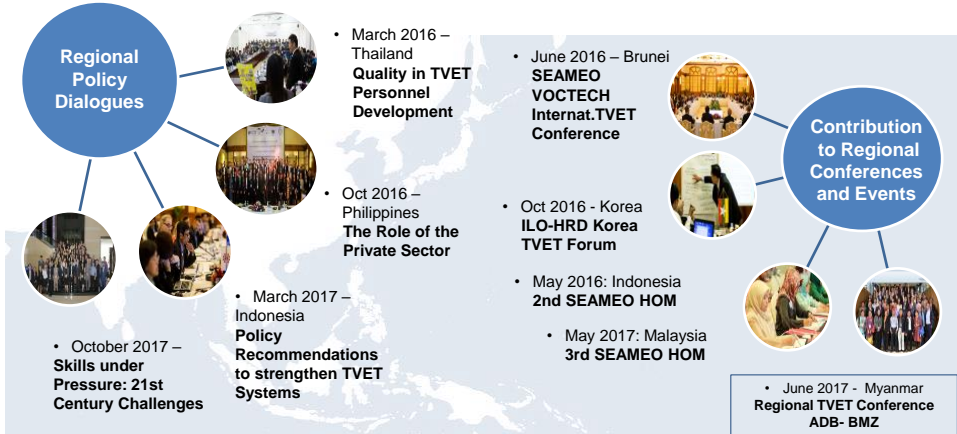 Regional
Policy
Dialogues
• March 2016 –
Thailand
Quality in TVET
Personnel
Development
• Oct 2016 –
Philippines
The Role of the
Private Sector
• March 2017 –
Indonesia
Policy
Recommendations
to strengthen TVET
Systems
• October 2017 –
Skills under
Pressure: 21st
Century Challenges
• June 2016 – Brunei
SEAMEO
VOCTECH
Internat.TVET
Conference
• Oct 2016 - Korea
ILO-HRD Korea
TVET Forum
• May 2016: Indonesia
2nd SEAMEO HOM
• May 2017: Malaysia
3rd SEAMEO HOM
Contribution
to Regional
Conferences
and Events
• June 2017 - Myanmar
Regional TVET Conference
ADB- BMZ